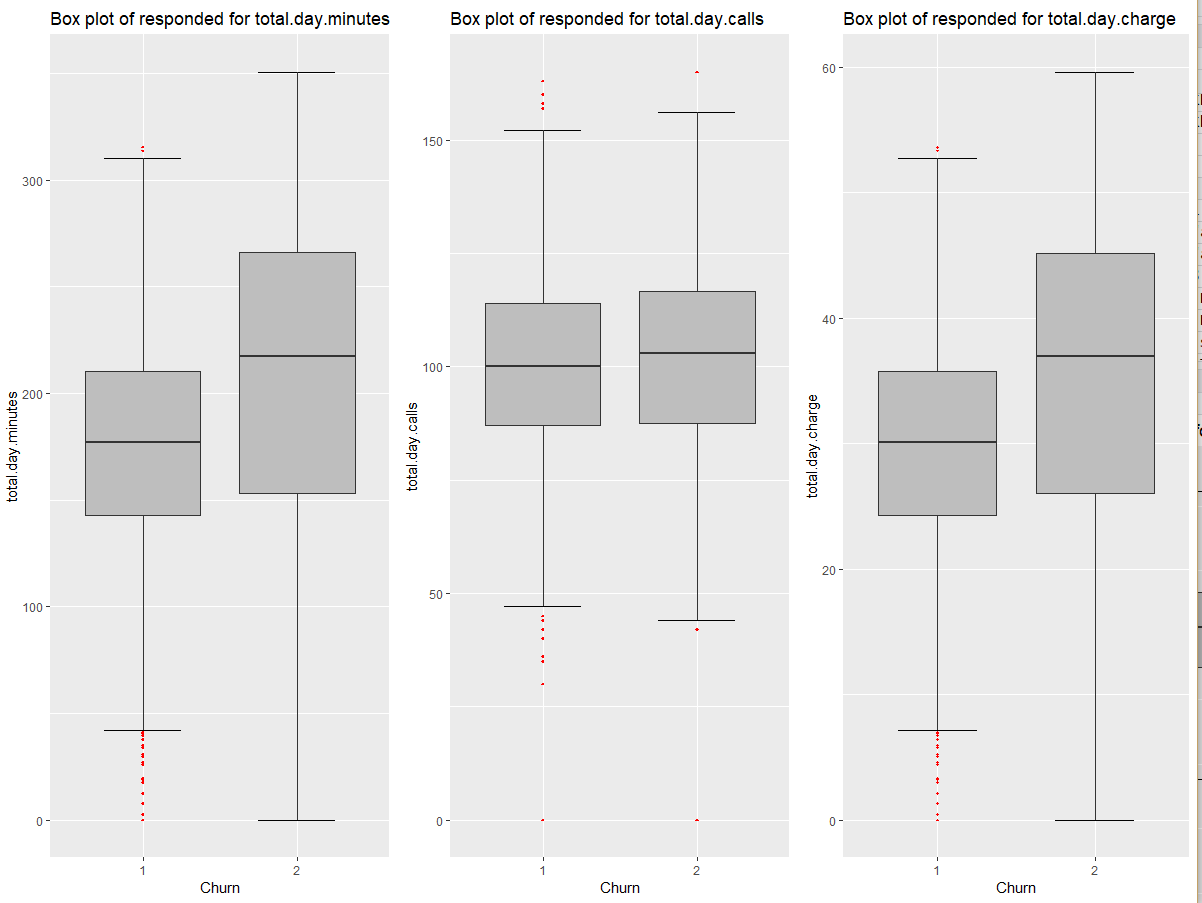 Box plot of responded for total.day.minutes
total.day.minutes
300
200
100
0
1 2
Churn
Box plot of responded for total.day.calls
total.day.calls
150
100
50
0
1 2
Churn
Box plot of responded for total.day.charge
total.day.charge
60
40
20
0
1 2
Churn